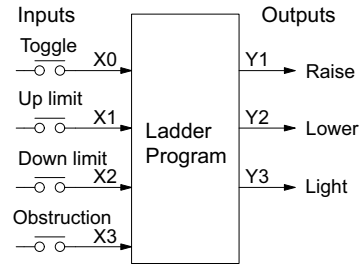 Inputs
Outputs
Toggle
X0
Up limit
X1
Down limit
X2
Obstruction
X3
Ladder
Program
Y1
Raise
Y2
Lower
Y3
Light